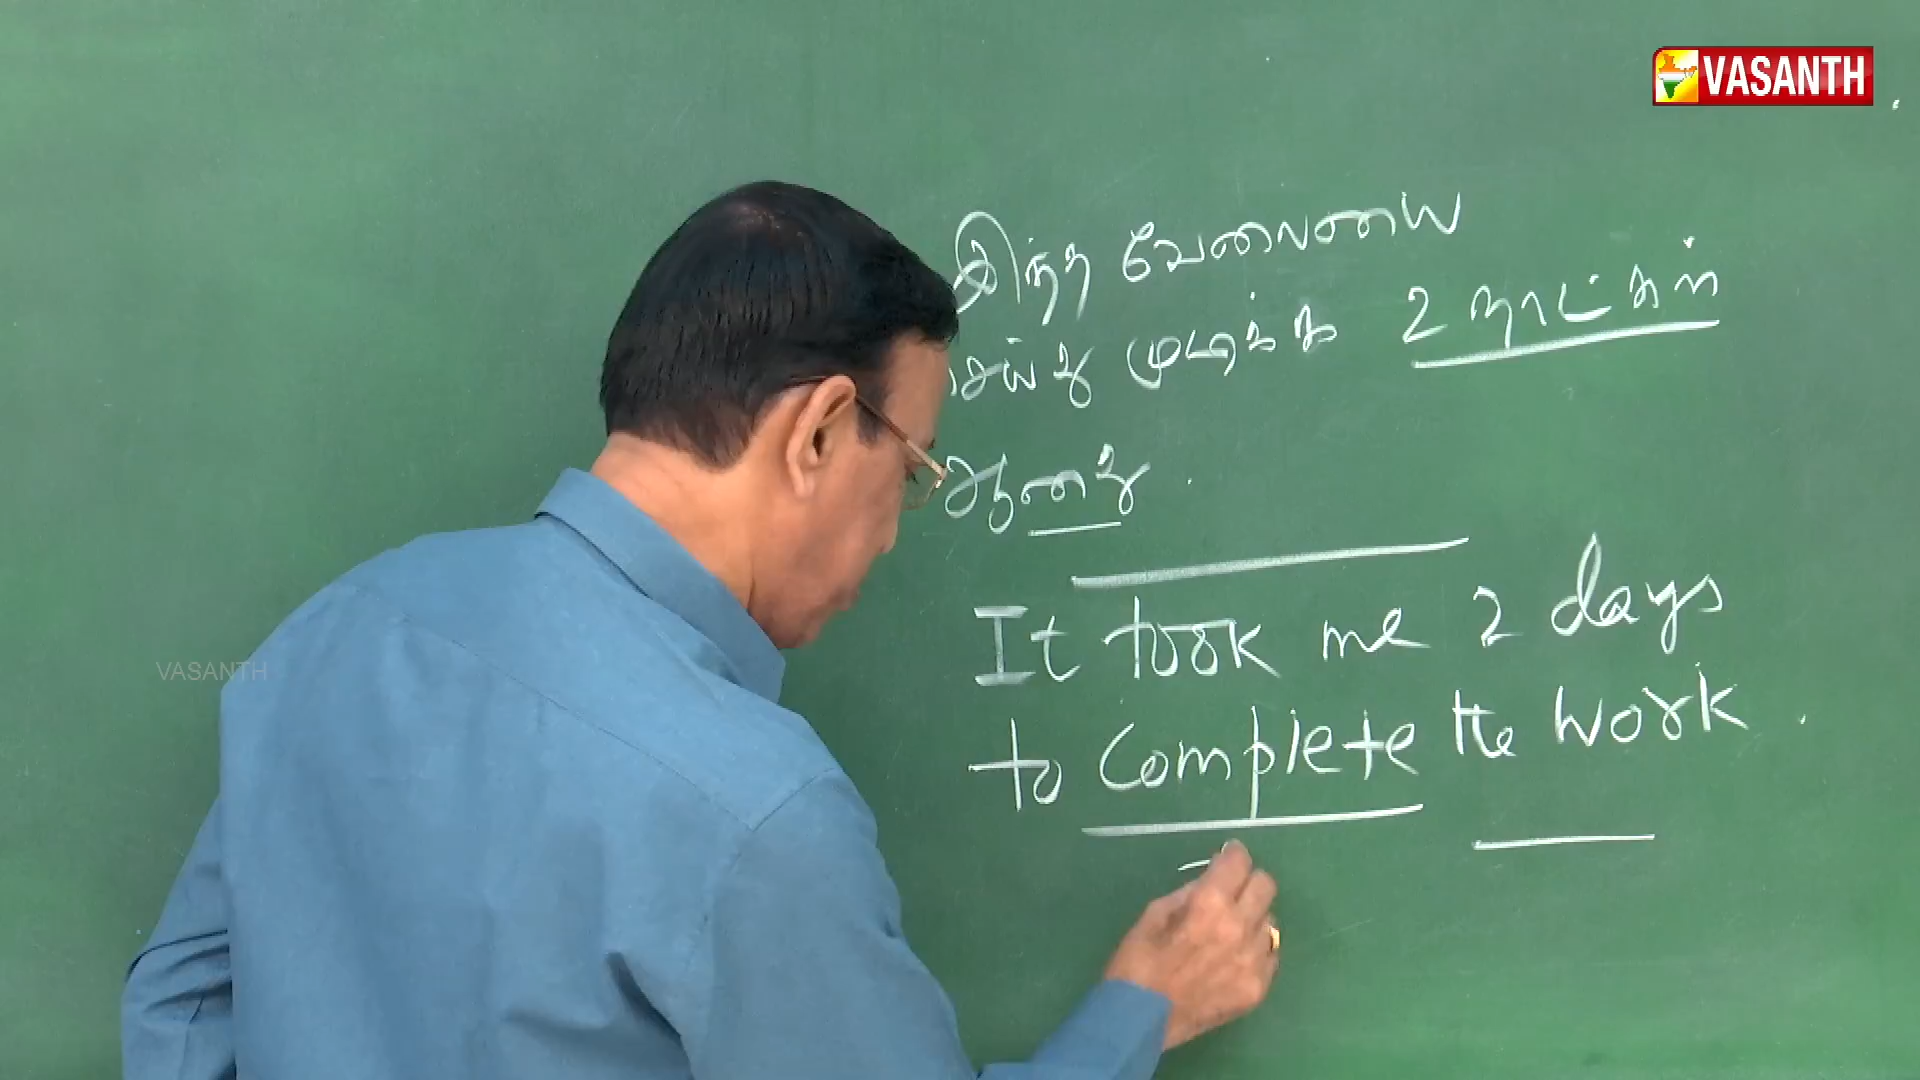 VASANTH
இந்த வேலையை
செய்து முடிக்க 2 நாட்கள்
ஆனது.
It took me 2 days
to complete the work.
VASANTH